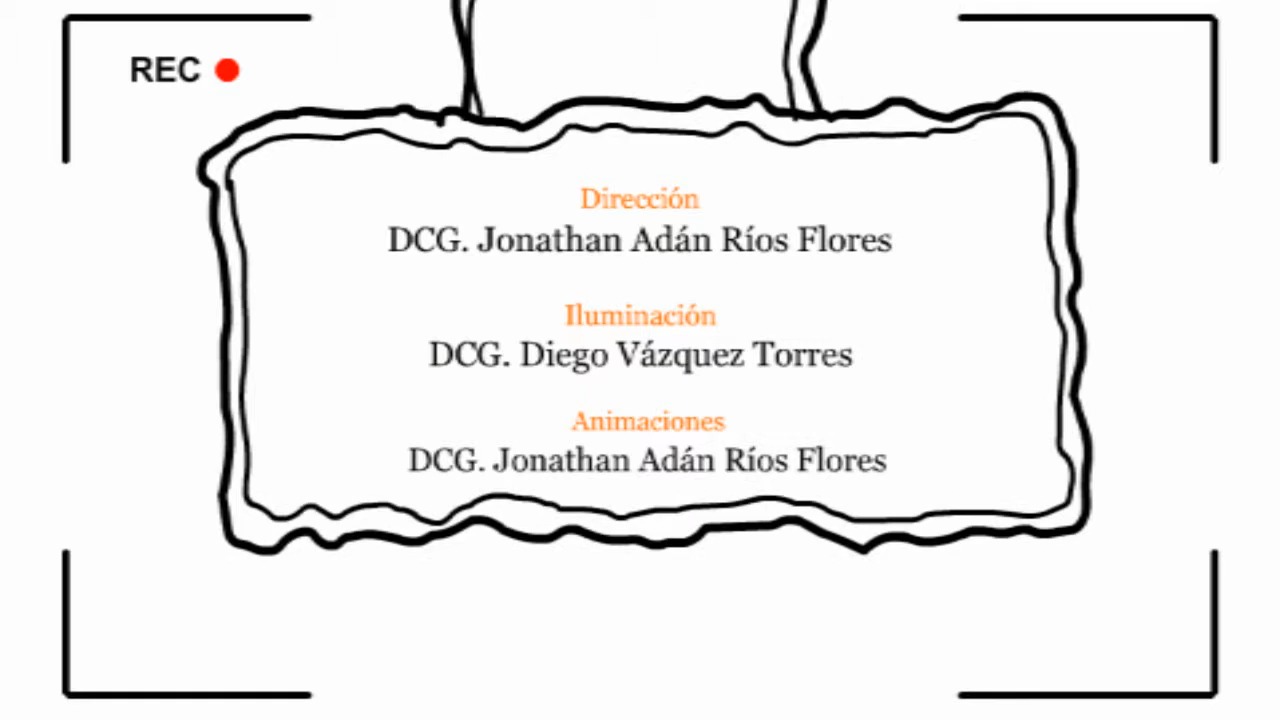 REC
Dirección
DCG. Jonathan Adán Ríos Flores
Iluminación
DCG. Diego Vázquez Torres
Animaciones
DCG. Jonathan Adán Ríos Flores